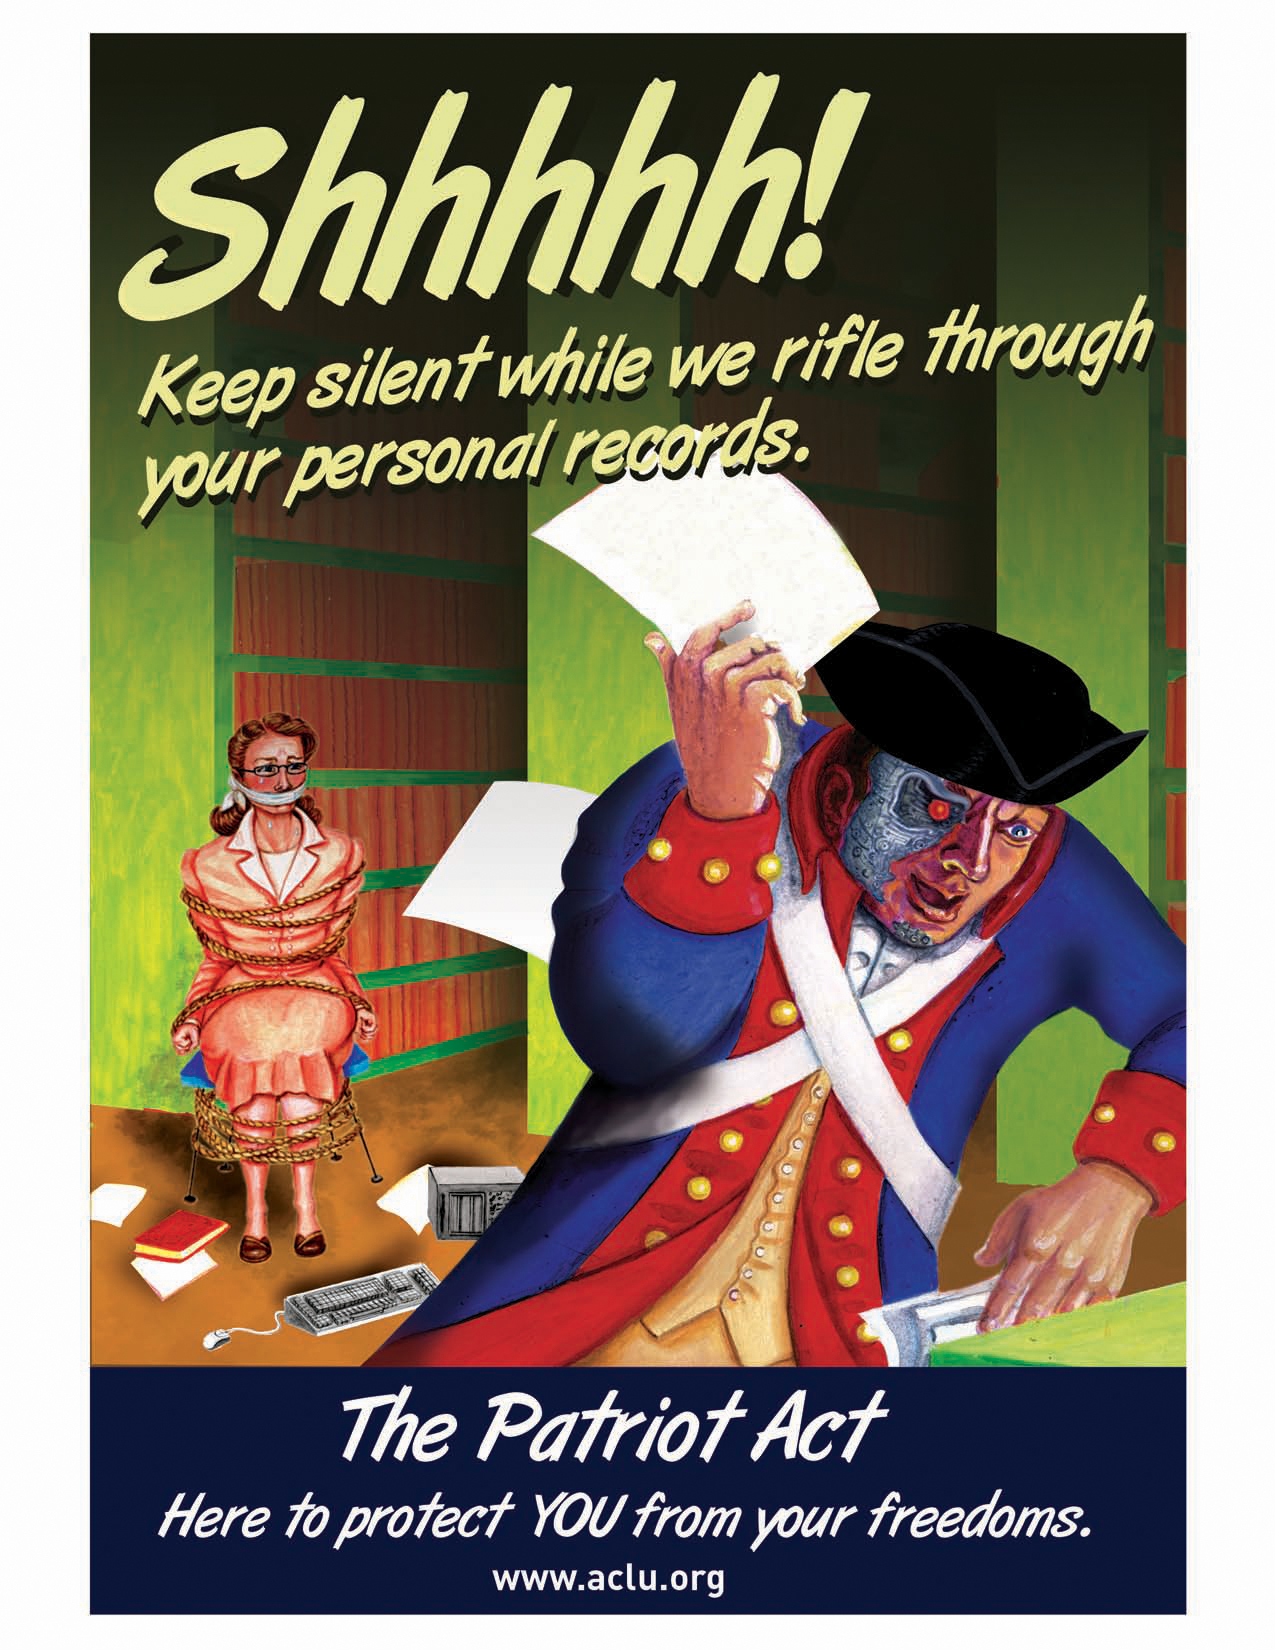 Shhhhh!
Keep silent while we rifle through
your personal records.
The Patriot Act
Here to protect YOU from your freedoms.
www.aclu.org